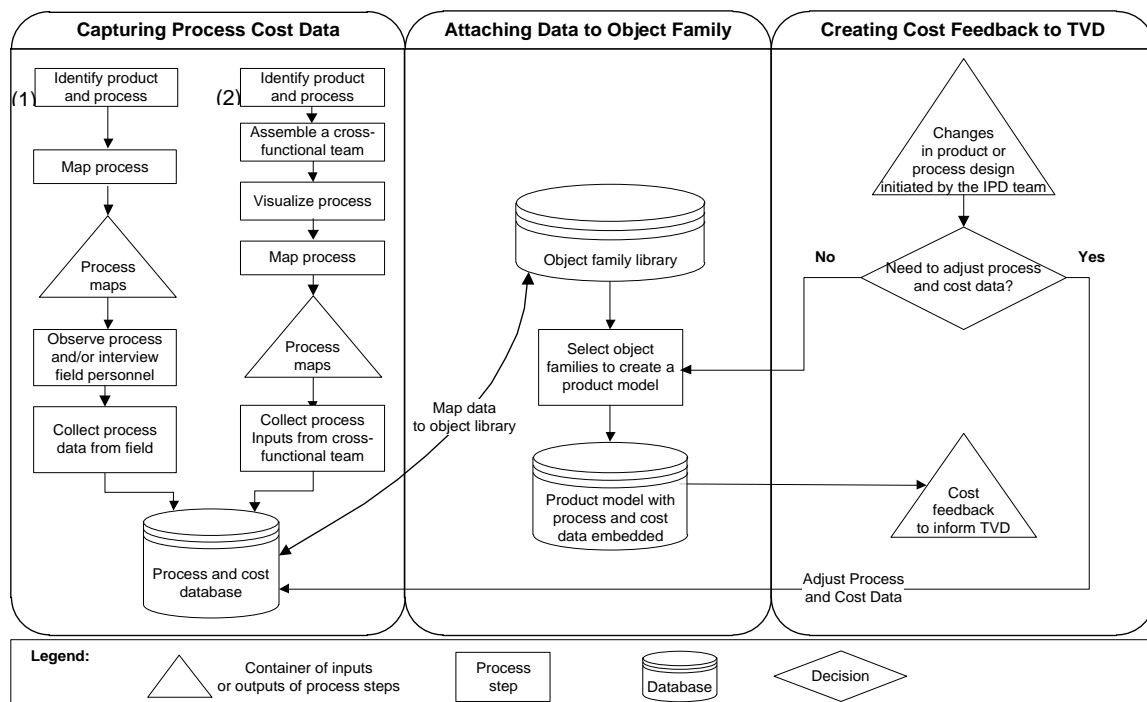 Capturing Process Cost Data
Attaching Data to Object Family
Creating Cost Feedback to TVD
(1)
Identify product
and process
Map process
Process
maps
Observe process
and/or interview
field personnel
Collect process
data from field
(2)
Identify product
and process
Assemble a cross-
functional team
Visualize process
Map process
Process
maps
Collect process
Inputs from cross-
functional team
Process and cost
database
Map data
to object library
Object family library
Select object
families to create a
product model
Product model with
process and cost
data embedded
Changes
in product or
process design
initiated by the IPD team
No
Need to adjust process
and cost data?
Yes
Cost
feedback
to inform TVD
Adjust Process
and Cost Data
Legend:
Container of inputs
or outputs of process steps
Process
step
Database
Decision